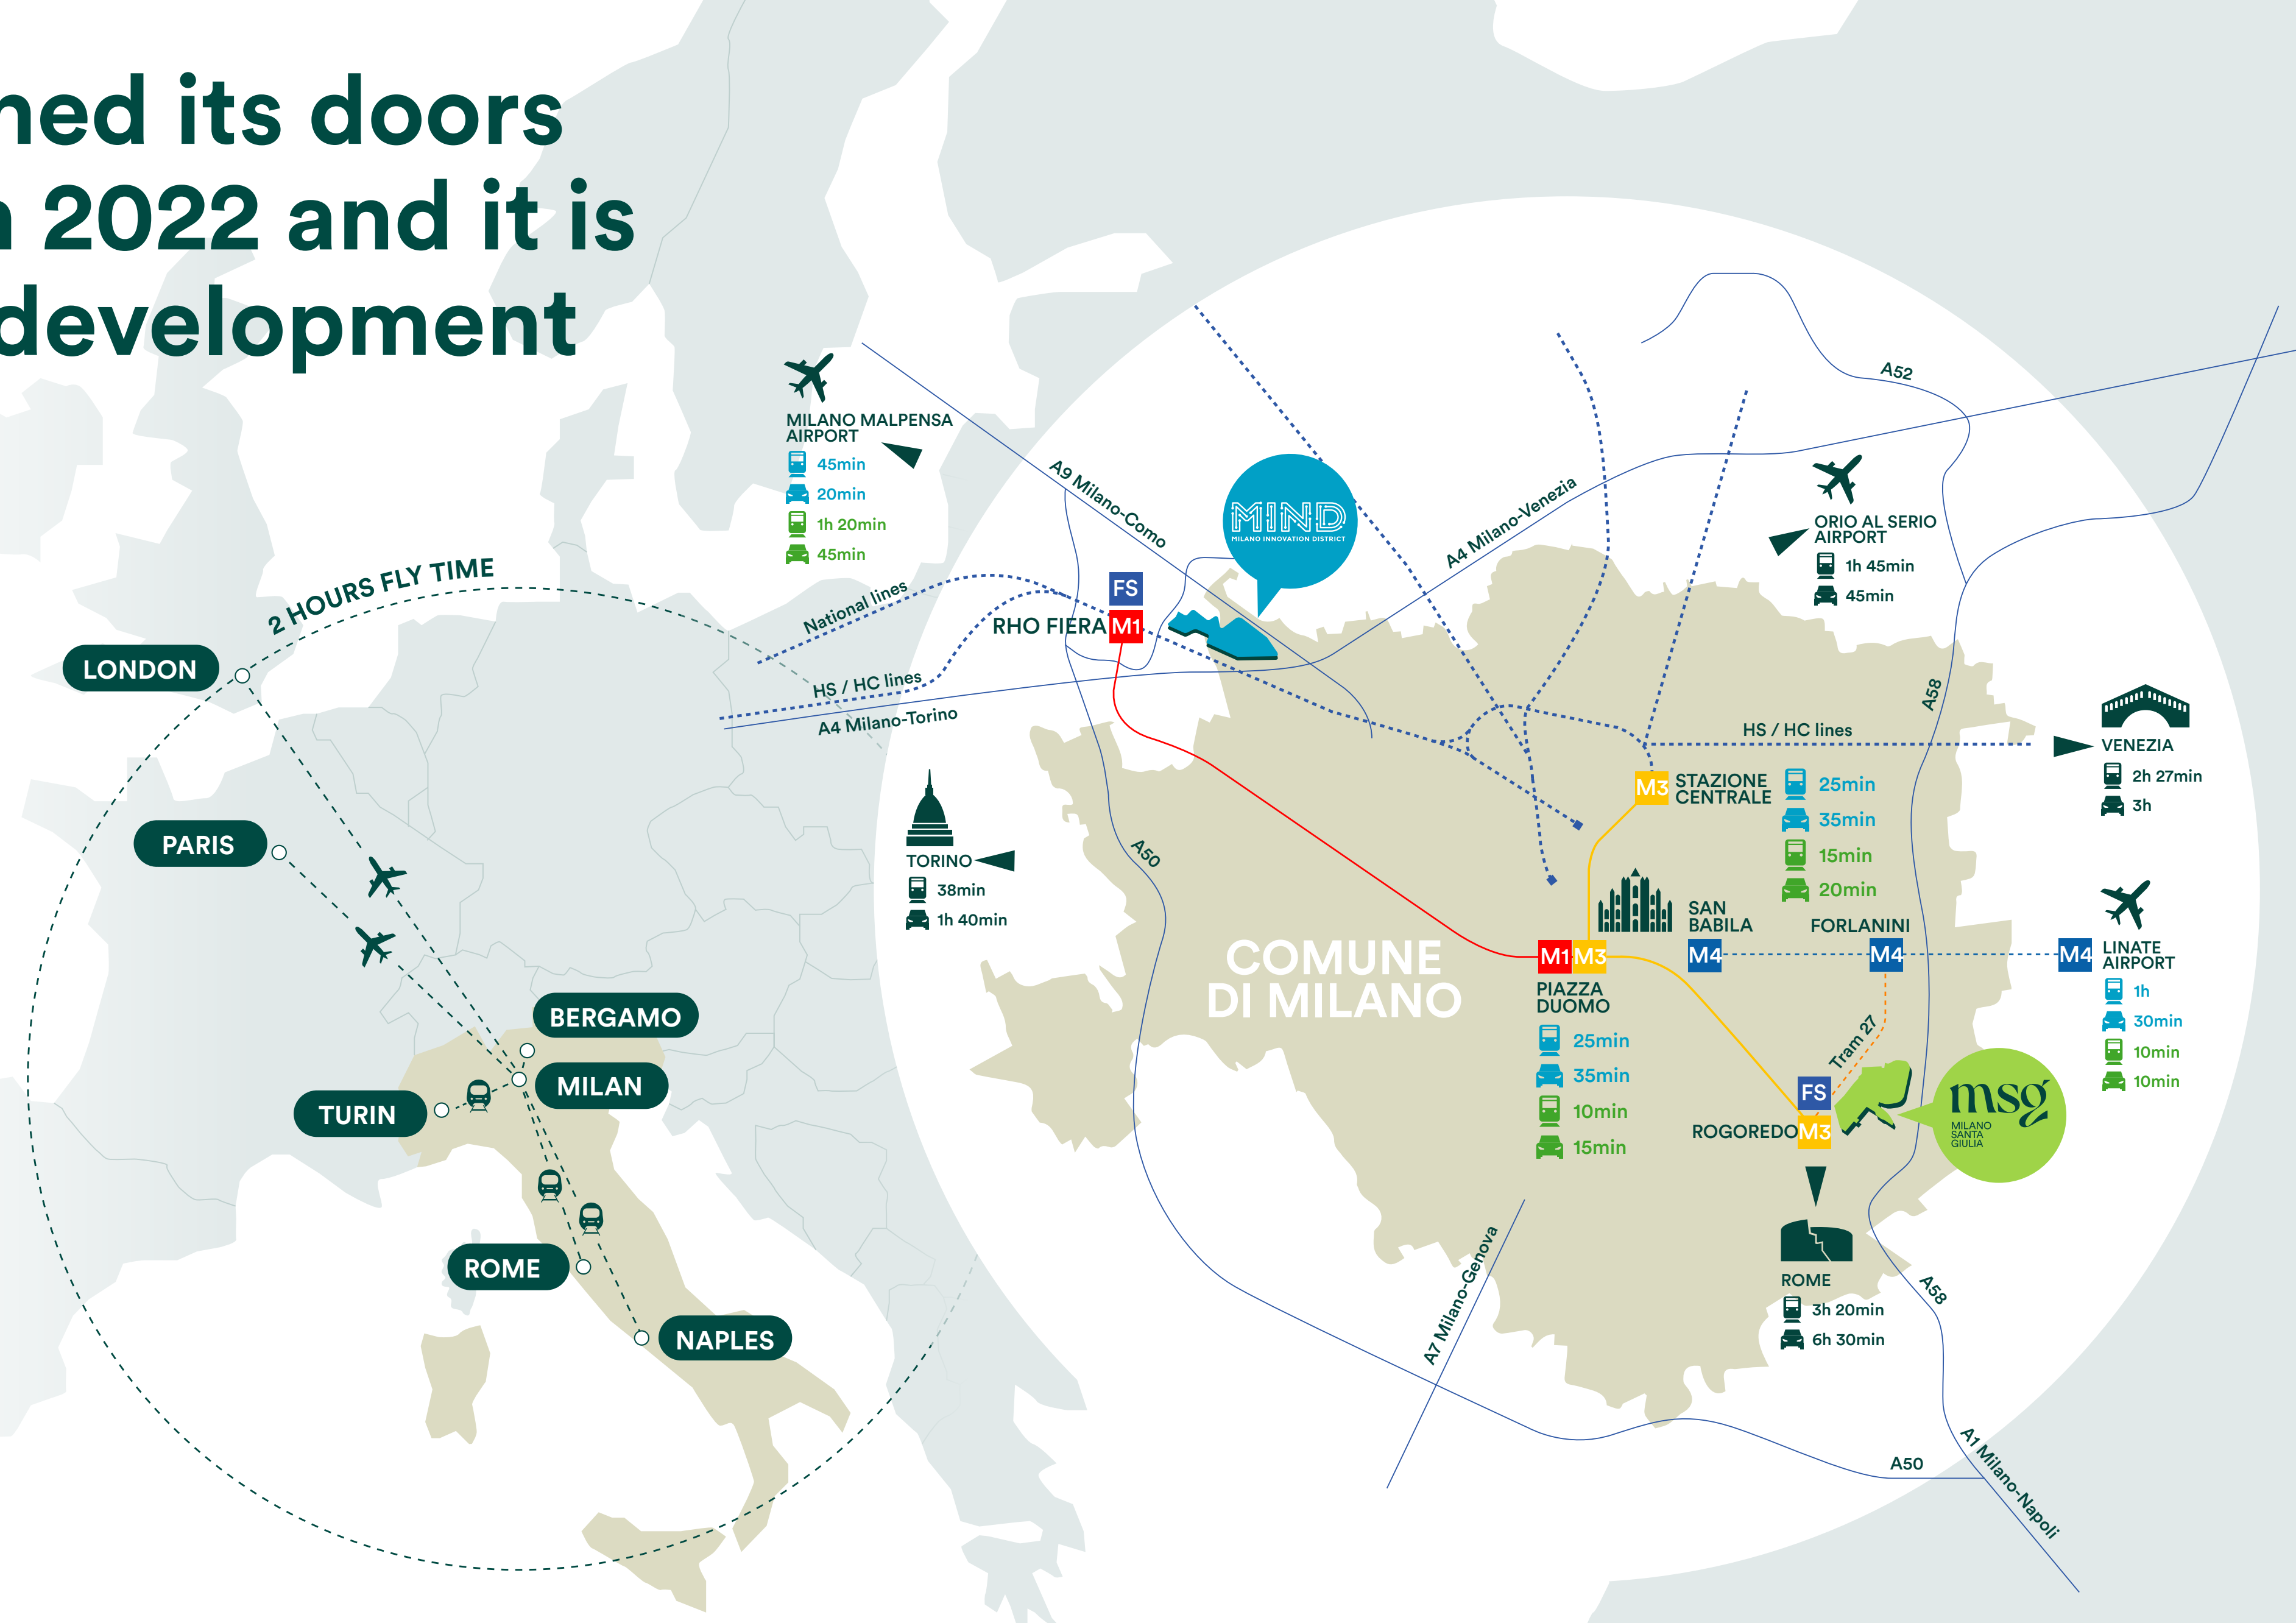 ned its doors
n 2022 and it is
development
2 HOURS FLY TIME
LONDON
PARIS
BERGAMO
MILAN
TURIN
ROME
NAPLES
MILANO MALPENSA
AIRPORT
45min
20min
1h 20min
45min
A9 Milano-Como
National lines
HS / HC lines
A4 Milano-Torino
FS
RHO FIERA
M1
MIND
MILANO INNOVATION DISTRICT
A4 Milano-Venezia
A52
ORIO AL SERIO
AIRPORT
1h 45min
45min
A58
HS / HC lines
VENEZIA
2h 27min
3h
TORINO
38min
1h 40min
A50
M3
STAZIONE
CENTRALE
25min
35min
15min
20min
SAN
BABILA
M4
FORLANINI
M4
M4
LINATE
AIRPORT
1h
30min
10min
10min
COMUNE
DI MILANO
M1
M3
PIAZZA
DUOMO
25min
35min
10min
15min
Tram 27
FS
ROGOREDO
M3
msg
MILANO
SANTA
GIULIA
ROME
3h 20min
6h 30min
A7 Milano-Genova
A58
A50
A1 Milano-Napoli